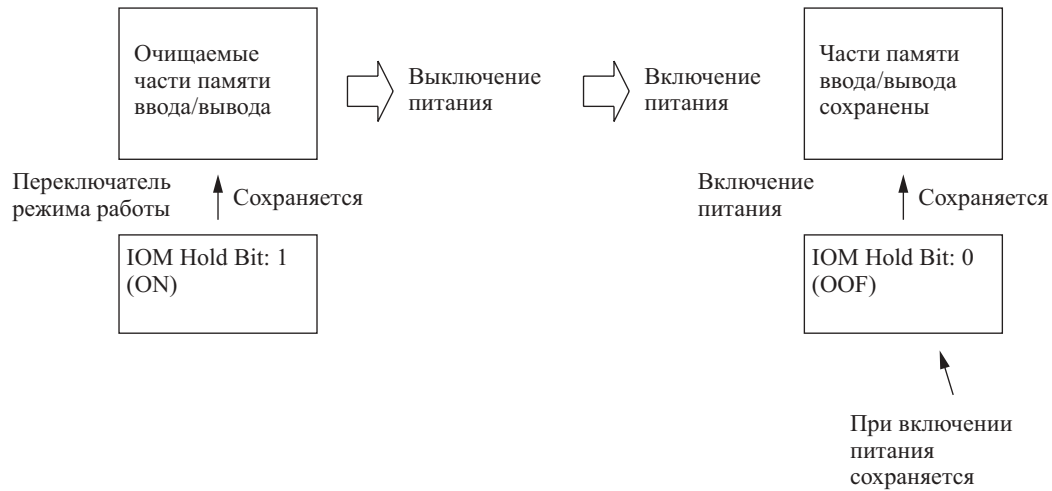 Очищаемые
части памяти
ввода/вывода
Выключение
питания
Включение
питания
Части памяти
ввода/вывода
сохранены
Переключатель
режима работы
Сохраняется
Включение
питания
Сохраняется
IOM Hold Bit: 1
(ON)
IOM Hold Bit: 0
(OOF)
При включении
питания
сохраняется